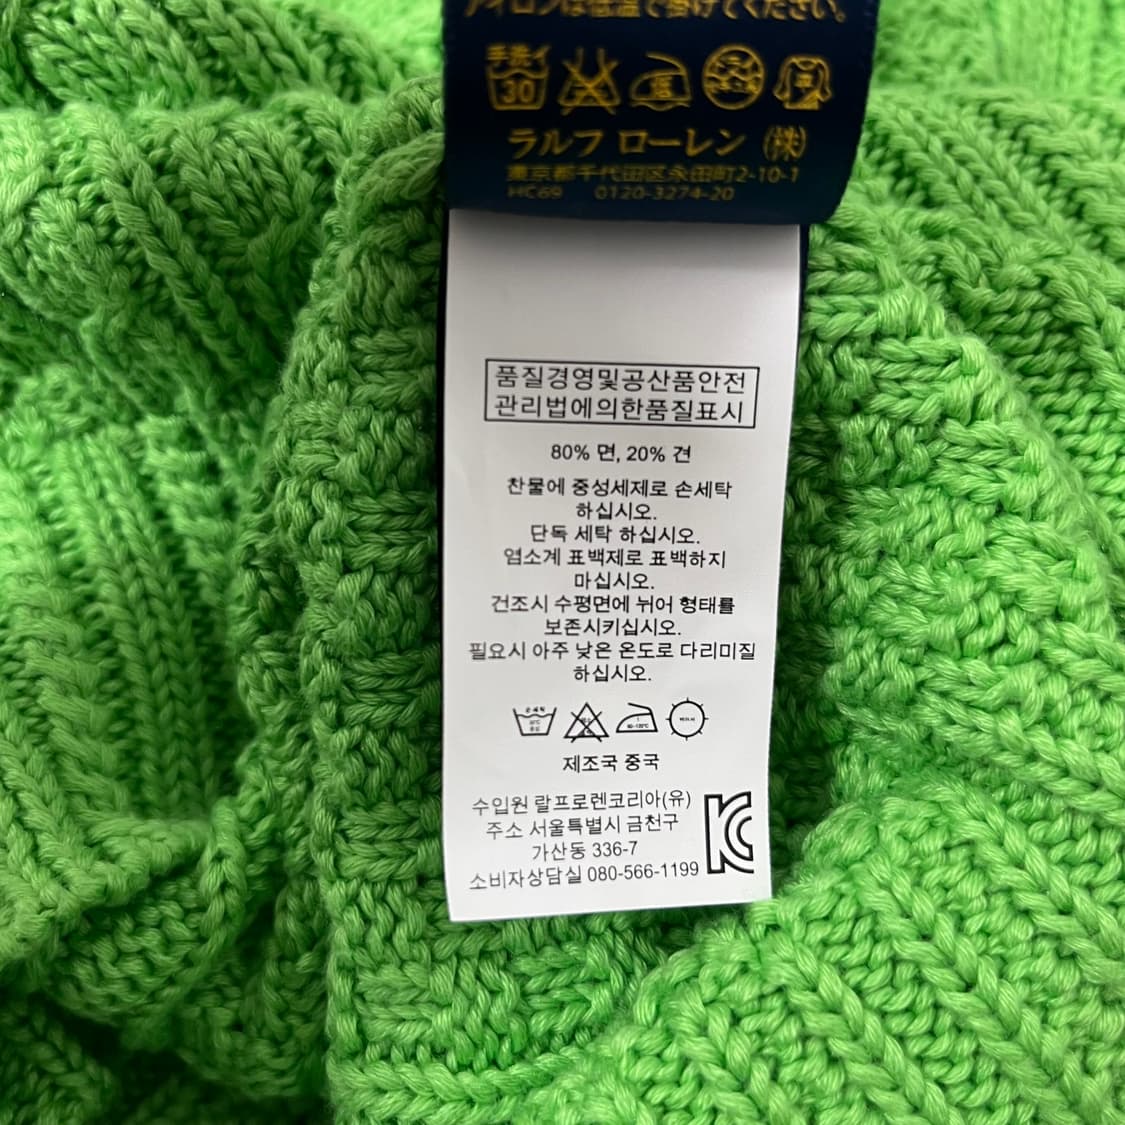 アイロンは低温で掛けてください。
手洗イ
30
ラルフ ローレン (株)
東京都千代田区永田町2-10-1
HC69 0120-3274-20
품질경영및공산품안전
관리법에의한품질표시
80% 면, 20% 견
찬물에 중성세제로 손세탁
하십시오.
단독 세탁 하십시오.
염소계 표백제로 표백하지
마십시오.
건조시 수평면에 뉘어 형태를
보존시키십시오.
필요시 아주 낮은 온도로 다리미질
하십시오.
제조국 중국
수입원 랄프로렌코리아(유)
주소 서울특별시 금천구
가산동 336-7
소비자상담실 080-566-1199